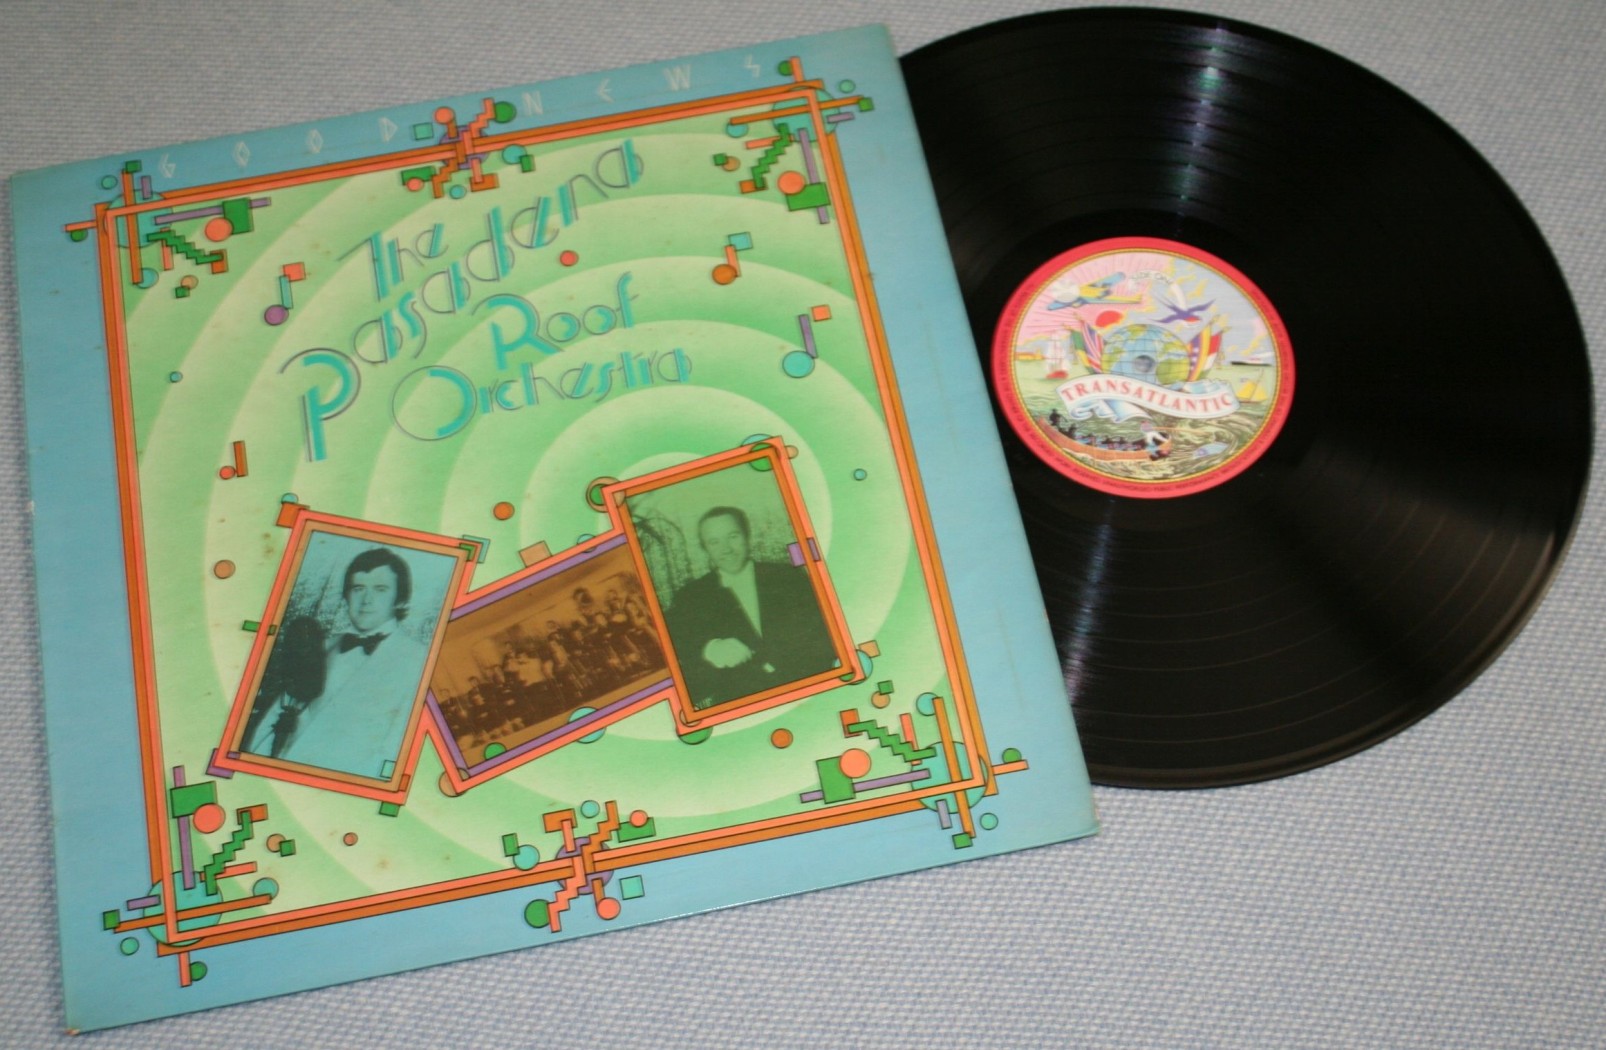 GOOD NEWS
The
Pasadena
Roof
Orchestra
TRANSATLANTIC